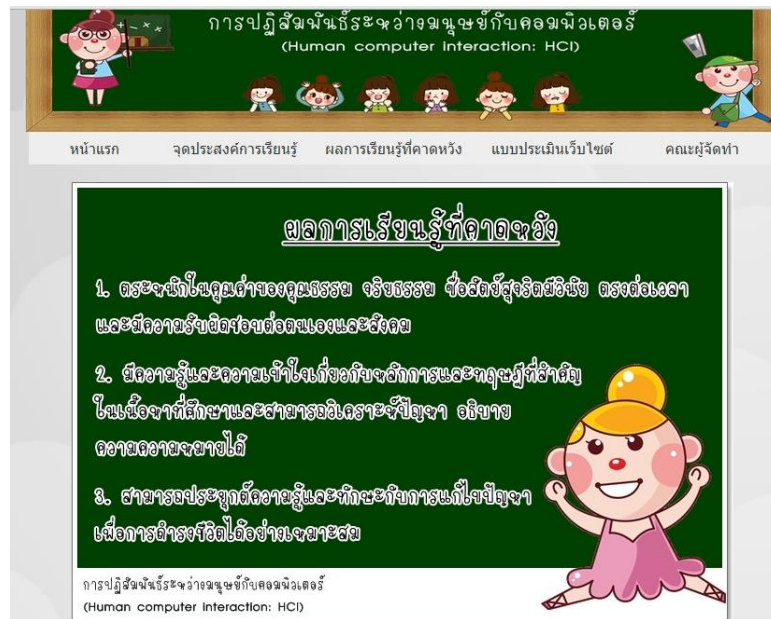 การปฏิสัมพันธ์ระหว่างมนุษย์กับคอมพิวเตอร์
(Human computer interaction: HCI)
หน้าแรก จุดประสงค์การเรียนรู้ ผลการเรียนรู้ที่คาดหวัง แบบประเมินเว็บไซต์ คณะผู้จัดทำ
ผลการเรียนรู้ที่คาดหวัง
1. ตระหนักในคุณค่าของคุณธรรม จริยธรรม ซื่อสัตย์สุจริตมีวินัย ตรงต่อเวลา
และมีความรับผิดชอบต่อตนเองและสังคม
2. มีความรู้และความเข้าใจเกี่ยวกับหลักการและทฤษฎีที่สำคัญ
ในเนื้อหาที่ศึกษาและสามารถวิเคราะห์ปัญหา อธิบาย
ความความหมายได้
3. สามารถประยุกต์ความรู้และทักษะกับการแก้ไขปัญหา
เพื่อการดำรงชีวิตได้อย่างเหมาะสม
การปฏิสัมพันธ์ระหว่างมนุษย์กับคอมพิวเตอร์
(Human computer interaction: HCI)